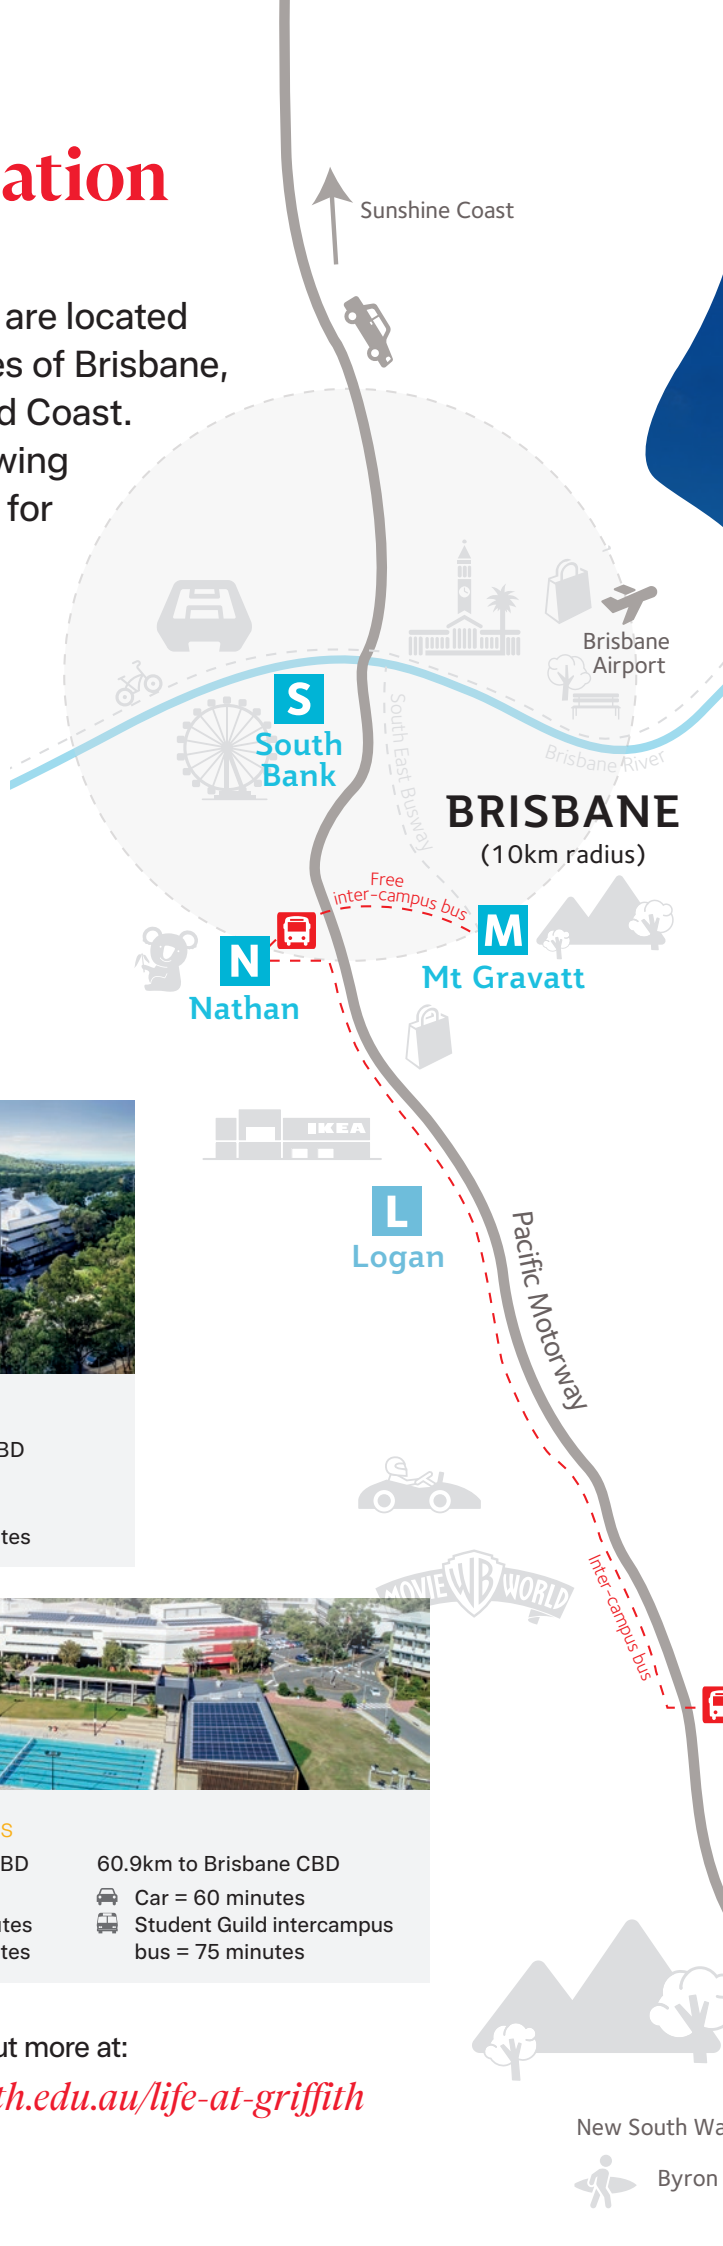 ation
Sunshine Coast
are located
es of Brisbane,
d Coast.
wing
for
Brisbane
Airport
S
South
Bank
South East Busway
Brisbane River
BRISBANE
(10km radius)
Free
inter-campus bus
M
Mt Gravatt
N
Nathan
IKEA
L
Logan
Pacific Motorway
BD
tes
MOVIE WB WORLD
Inter-campus bus
S
BD
60.9km to Brisbane CBD
Car = 60 minutes
utes
Student Guild intercampus
tes
bus = 75 minutes
ut more at:
th.edu.au/life-at-griffith
New South Wa
Byron